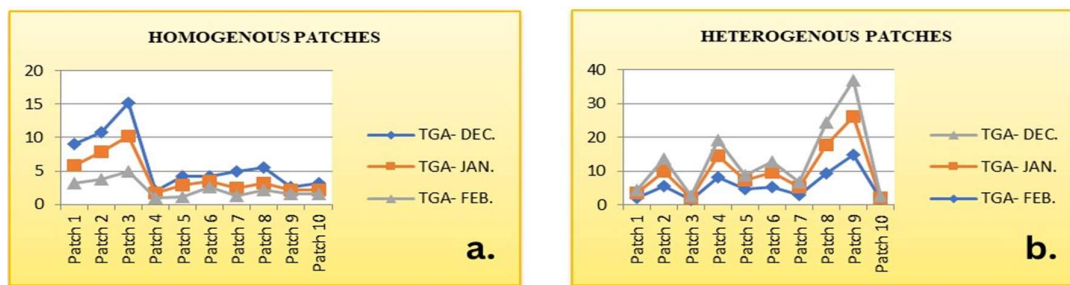 HOMOGENOUS PATCHES
20
15
10
5
0
Patch 1
Patch 2
Patch 3
Patch 4
Patch 5
Patch 6
Patch 7
Patch 8
Patch 9
Patch 10
TGA- DEC.
TGA- JAN.
TGA- FEB.
a.
HETEROGENOUS PATCHES
40
30
20
10
0
Patch 1
Patch 2
Patch 3
Patch 4
Patch 5
Patch 6
Patch 7
Patch 8
Patch 9
Patch 10
TGA- DEC.
TGA- JAN.
TGA- FEB.
b.